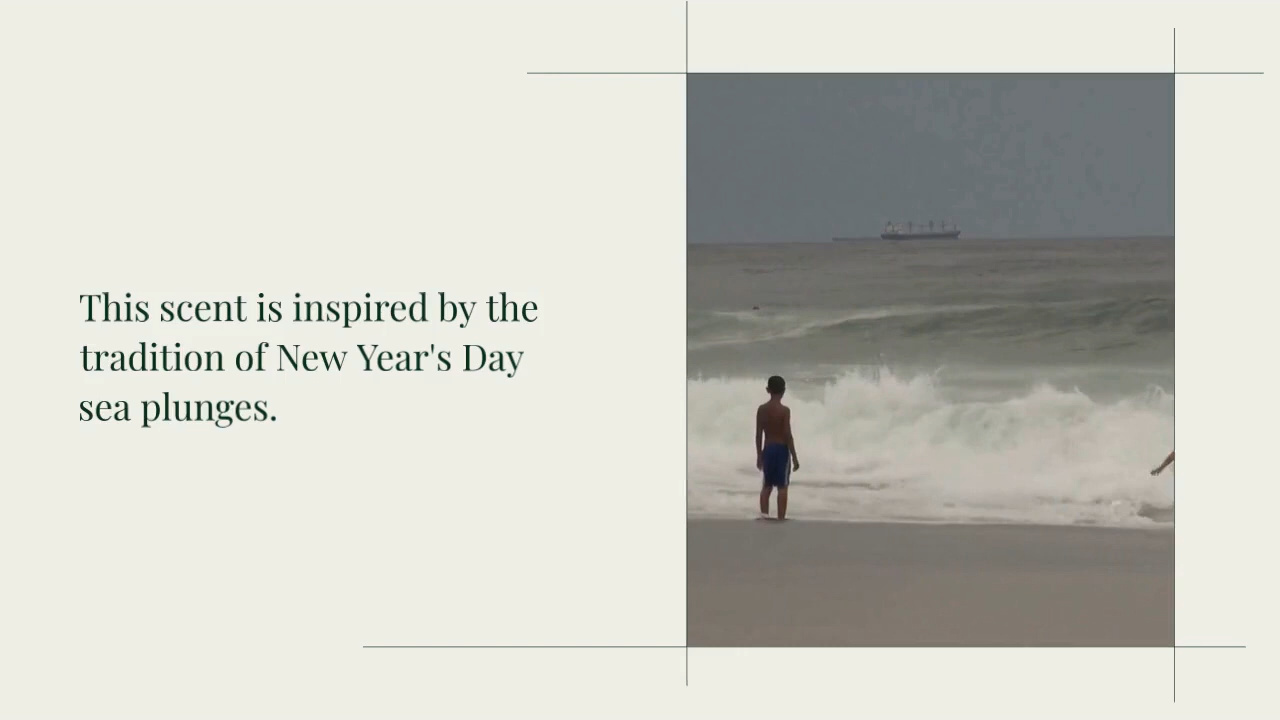 This scent is inspired by the
tradition of New Year's Day
sea plunges.